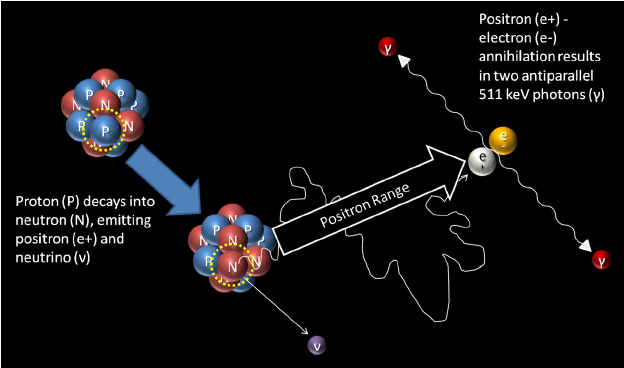 Positron (e+) -
electron (e-)
annihilation results
in two antiparallel
511 keV photons (γ)
γ
N
P
P
N
N
P
P
N
P
N
e
-
e
+
Proton (P) decays into
neutron (N), emitting
positron (e+) and
neutrino (ν)
Positron Range
N
P
P
N
N
P
P
N
N
N
γ
ν